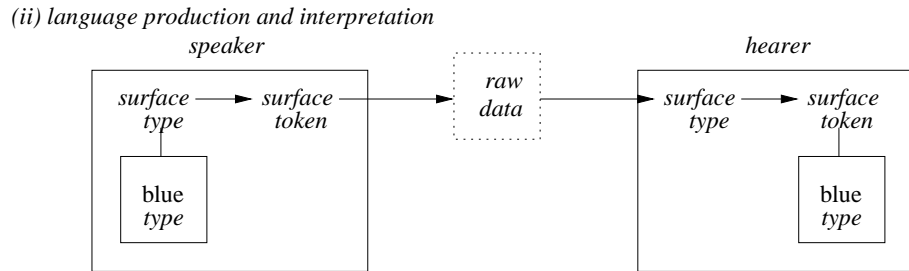 (ii) language production and interpretation
speaker
hearer
surface type
surface token
raw data
surface type
surface token
blue type
blue type